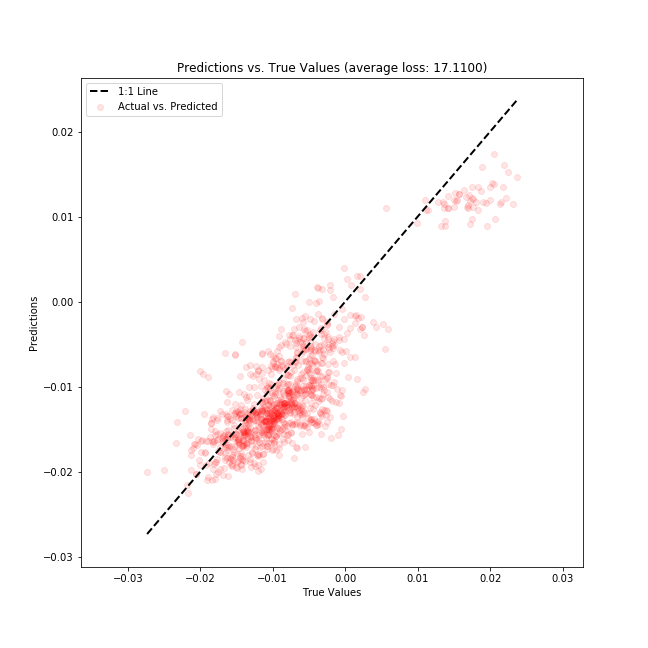 Predictions vs. True Values (average loss: 17.1100)
1:1 Line
Actual vs. Predicted
0.02
0.01
0.00
−0.01
−0.02
−0.03
Predictions
−0.03 −0.02 −0.01 0.00 0.01 0.02 0.03
True Values